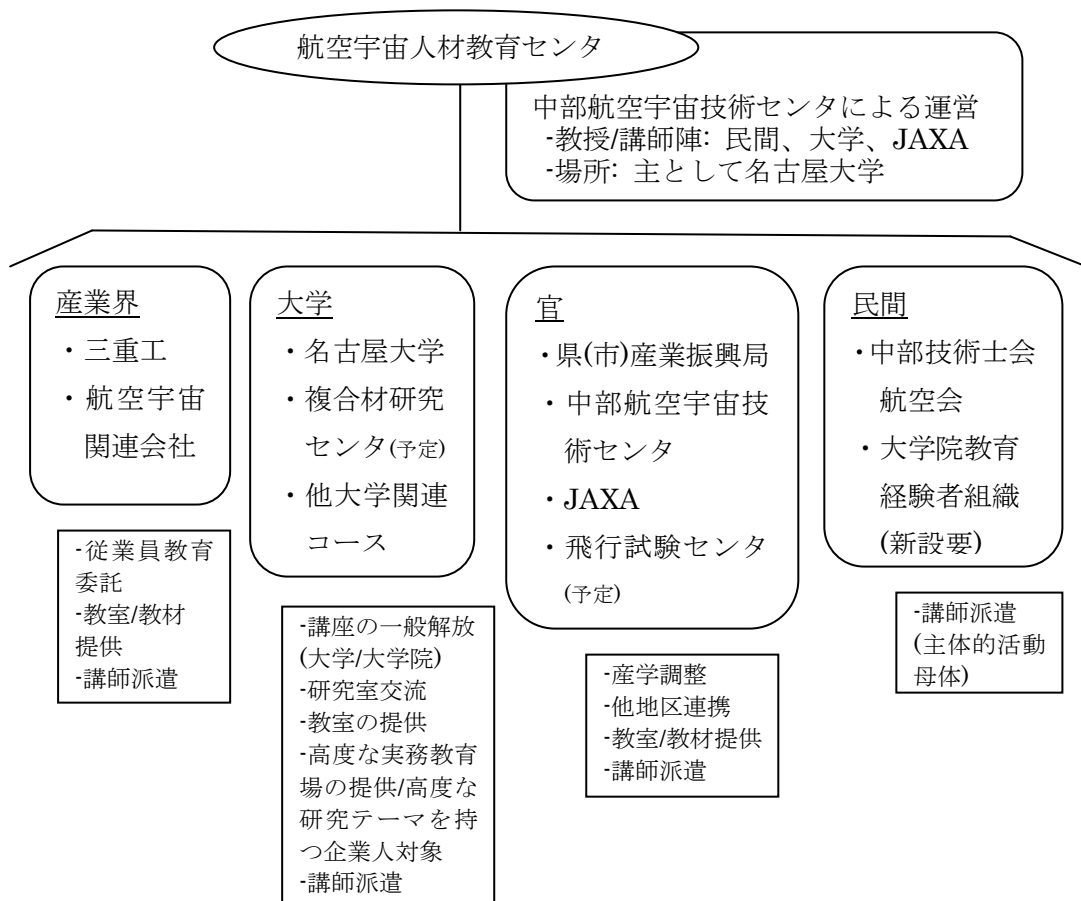 航空宇宙人材教育センタ
中部航空宇宙技術センタによる運営
-教授/講師陣: 民間、大学、JAXA
-場所: 主として名古屋大学
産業界
・三重工
・航空宇宙
関連会社
-従業員教育
委託
-教室/教材
提供
-講師派遣
大学
・名古屋大学
・複合材研究
センタ(予定)
・他大学関連
コース
-講座の一般解放
(大学/大学院)
-研究室交流
-教室の提供
-高度な実務教育
場の提供/高度な
研究テーマを持
つ企業人対象
-講師派遣
官
・県(市)産業振興局
・中部航空宇宙技
術センタ
・JAXA
・飛行試験センタ
(予定)
-産学調整
-他地区連携
-教室/教材提供
-講師派遣
民間
・中部技術士会
航空会
・大学院教育
経験者組織
(新設要)
-講師派遣
(主体的活動
母体)